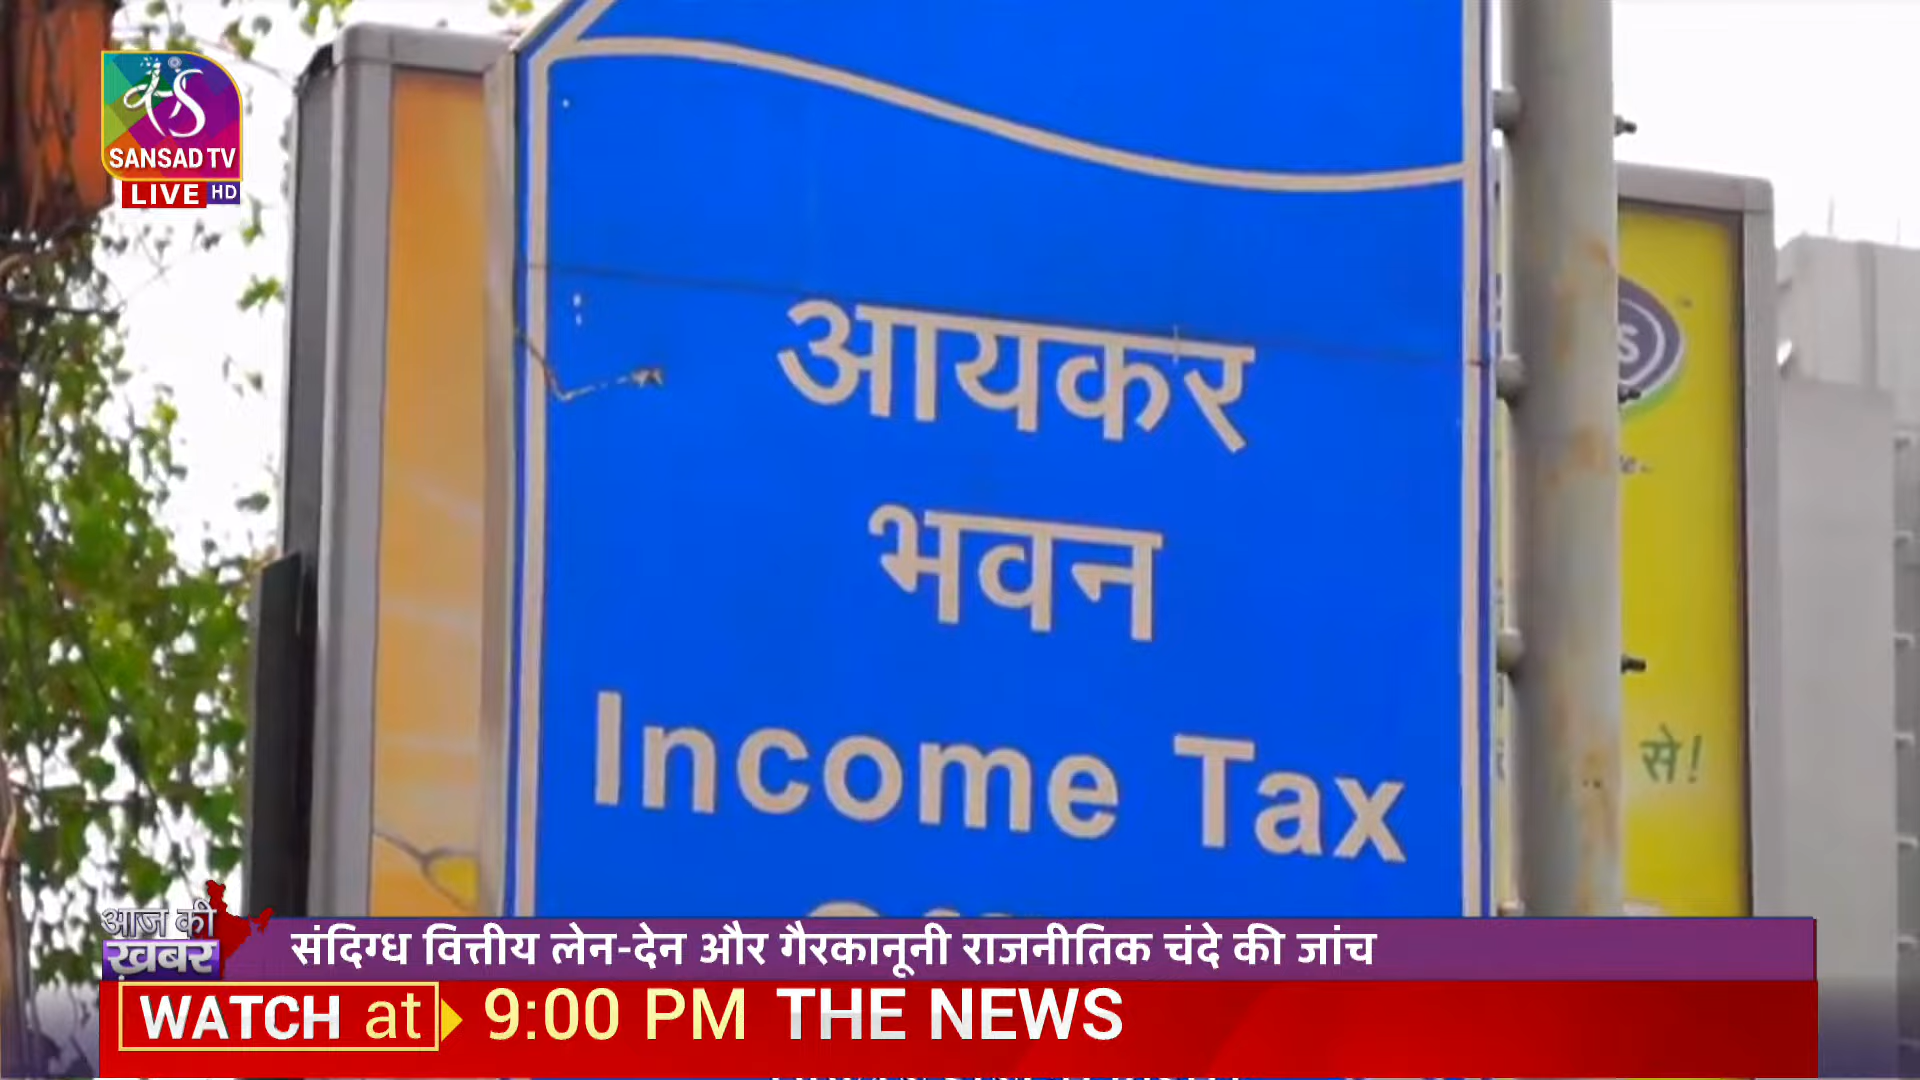 SANSAD TV
LIVE HD
आयकर
भवन
Income Tax
से!
आज की
ख़बर
संदिग्ध वित्तीय लेन-देन और गैरकानूनी राजनीतिक चंदे की जांच
WATCH at 9:00 PM THE NEWS